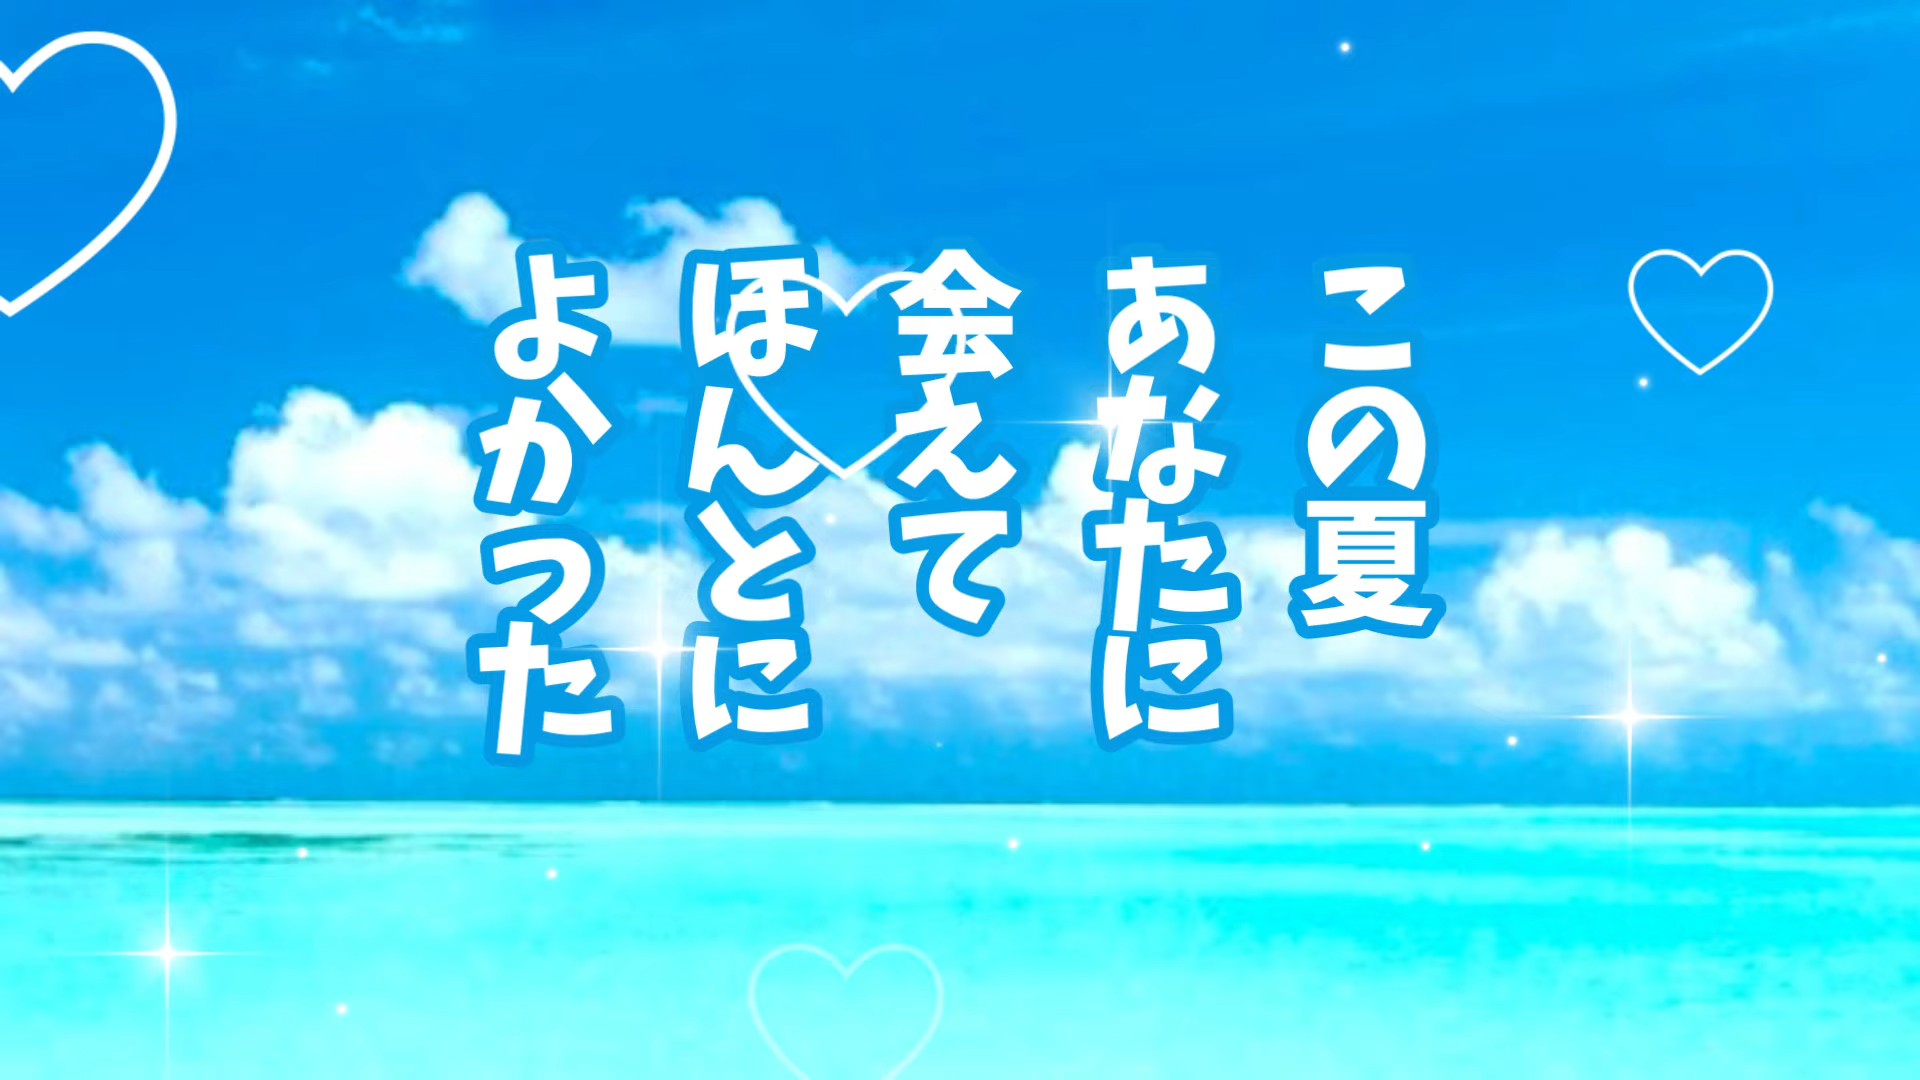 この夏
あなたに
会えて
ほんとに
よかった